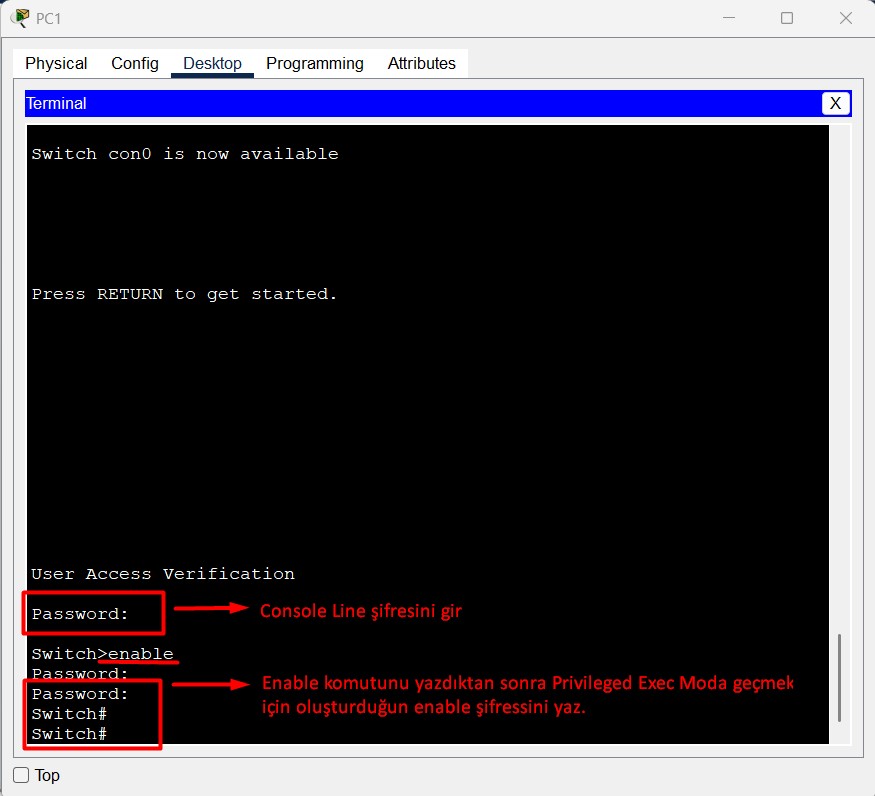 PC1
Physical Config Desktop Programming Attributes
Terminal X
Switch con0 is now available
Press RETURN to get started.
User Access Verification
Password:
Console Line şifresini gir
Switch>enable
Password:
Password:
Switch#
Switch#
Enable komutunu yazdıktan sonra Privileged Exec Moda geçmek
için oluşturduğun enable şifressini yaz.
Top